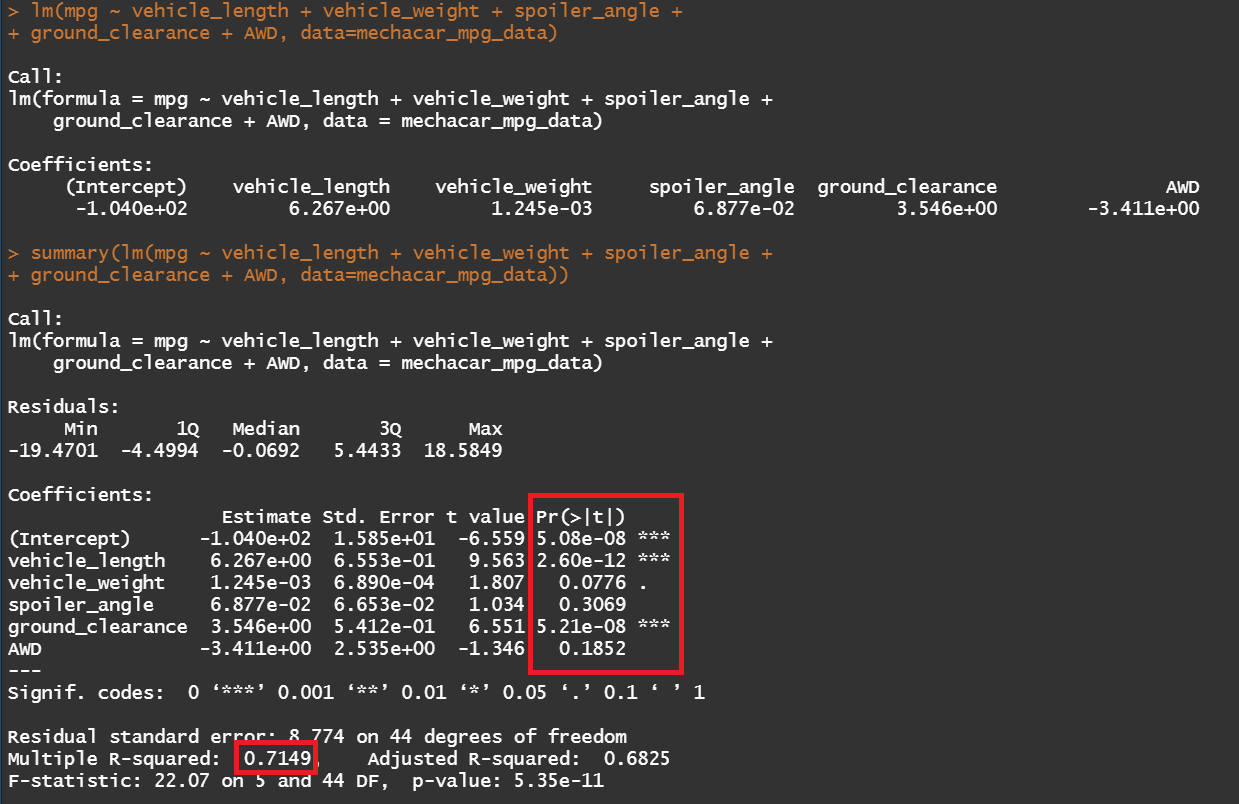 > lm(mpg ~ vehicle_length + vehicle_weight + spoiler_angle +
+ ground_clearance + AWD, data=mechacar_mpg_data)
Call:
lm(formula = mpg ~ vehicle_length + vehicle_weight + spoiler_angle +
    ground_clearance + AWD, data = mechacar_mpg_data)
Coefficients:
     (Intercept)    vehicle_length    vehicle_weight     spoiler_angle  ground_clearance               AWD
      -1.040e+02         6.267e+00         1.245e-03         6.877e-02         3.546e+00        -3.411e+00
> summary(lm(mpg ~ vehicle_length + vehicle_weight + spoiler_angle +
+ ground_clearance + AWD, data=mechacar_mpg_data))
Call:
lm(formula = mpg ~ vehicle_length + vehicle_weight + spoiler_angle +
    ground_clearance + AWD, data = mechacar_mpg_data)
Residuals:
     Min       1Q   Median       3Q      Max
-19.4701  -4.4994  -0.0692   5.4433  18.5849
Coefficients:
                   Estimate Std. Error t value Pr(>|t|)
(Intercept)      -1.040e+02  1.585e+01  -6.559 5.08e-08 ***
vehicle_length    6.267e+00  6.553e-01   9.563 2.60e-12 ***
vehicle_weight    1.245e-03  6.890e-04   1.807   0.0776 .
spoiler_angle     6.877e-02  6.653e-02   1.034   0.3069
ground_clearance  3.546e+00  5.412e-01   6.551 5.21e-08 ***
AWD              -3.411e+00  2.535e+00  -1.346   0.1852
---
Signif. codes:  0 ‘***’ 0.001 ‘**’ 0.01 ‘*’ 0.05 ‘.’ 0.1 ‘ ’ 1
Residual standard error: 8.774 on 44 degrees of freedom
Multiple R-squared:  0.7149,    Adjusted R-squared:  0.6825
F-statistic: 22.07 on 5 and 44 DF,  p-value: 5.35e-11